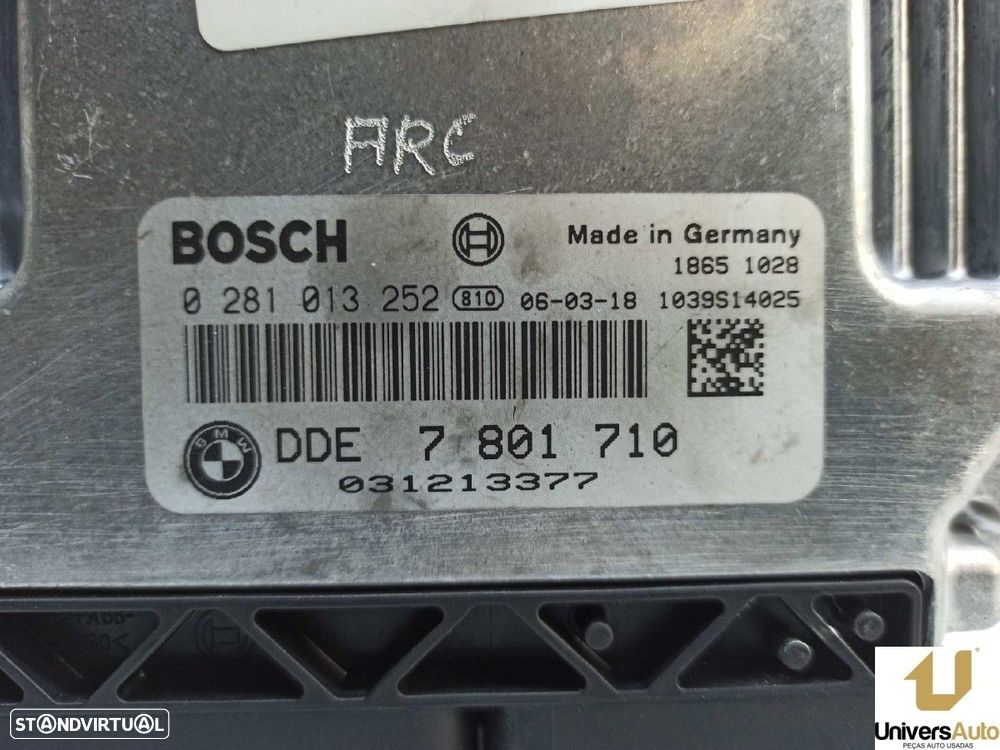 ARC
BOSCH
Made in Germany
1865 1028
0 281 013 252 810 06-03-18 1039S14025
BMW
DDE 7 801 710
031213377
STANDVIRTUAL
UniversAuto
PEÇAS AUTO USADAS